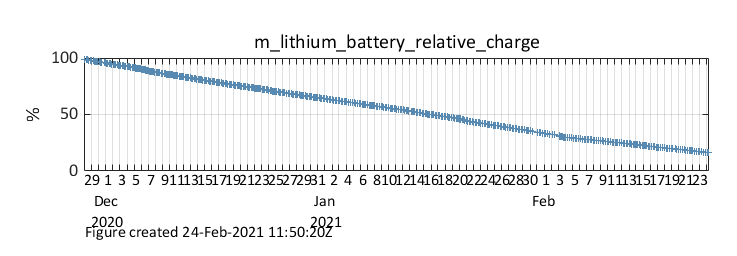 m_lithium_battery_relative_charge
100
50
0
%
29 1 3 5 7 9 11 13 15 17 19 21 23 25 27 29 31 2 4 6 8 10 12 14 16 18 20 22 24 26 28 30 1 3 5 7 9 11 13 15 17 19 21 23
Dec Jan Feb
2020 2021
Figure created 24-Feb-2021 11:50:20Z